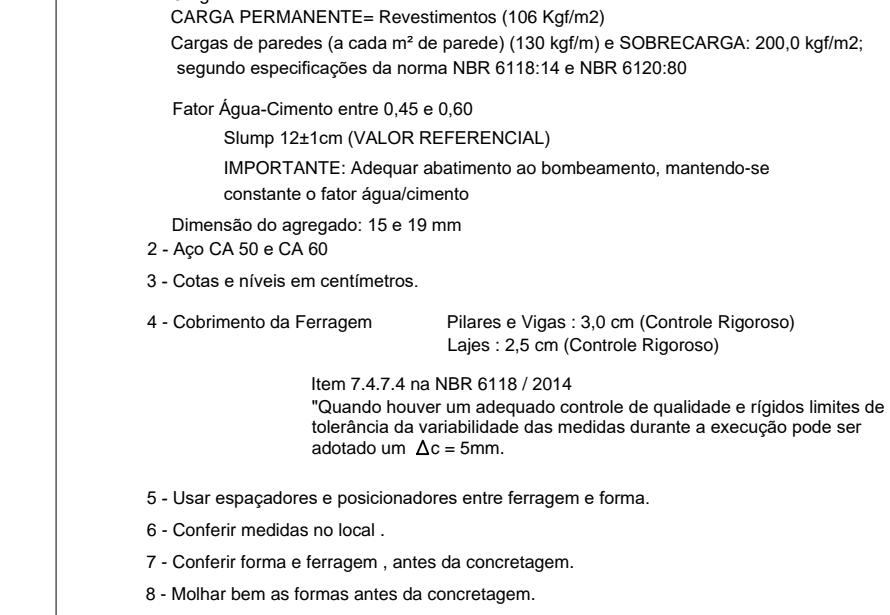 CARGA PERMANENTE= Revestimentos (106 Kgf/m2)
Cargas de paredes (a cada m² de parede) (130 kgf/m) e SOBRECARGA: 200,0 kgf/m2;
segundo especificações da norma NBR 6118:14 e NBR 6120:80
Fator Água-Cimento entre 0,45 e 0,60
Slump 12±1cm (VALOR REFERENCIAL)
IMPORTANTE: Adequar abatimento ao bombeamento, mantendo-se
constante o fator água/cimento
Dimensão do agregado: 15 e 19 mm
2 - Aço CA 50 e CA 60
3 - Cotas e níveis em centímetros.
4 - Cobrimento da Ferragem Pilares e Vigas : 3,0 cm (Controle Rigoroso)
Lajes : 2,5 cm (Controle Rigoroso)
Item 7.4.7.4 na NBR 6118 / 2014
"Quando houver um adequado controle de qualidade e rígidos limites de
tolerância da variabilidade das medidas durante a execução pode ser
adotado um Δc = 5mm.
5 - Usar espaçadores e posicionadores entre ferragem e forma.
6 - Conferir medidas no local .
7 - Conferir forma e ferragem , antes da concretagem.
8 - Molhar bem as formas antes da concretagem.